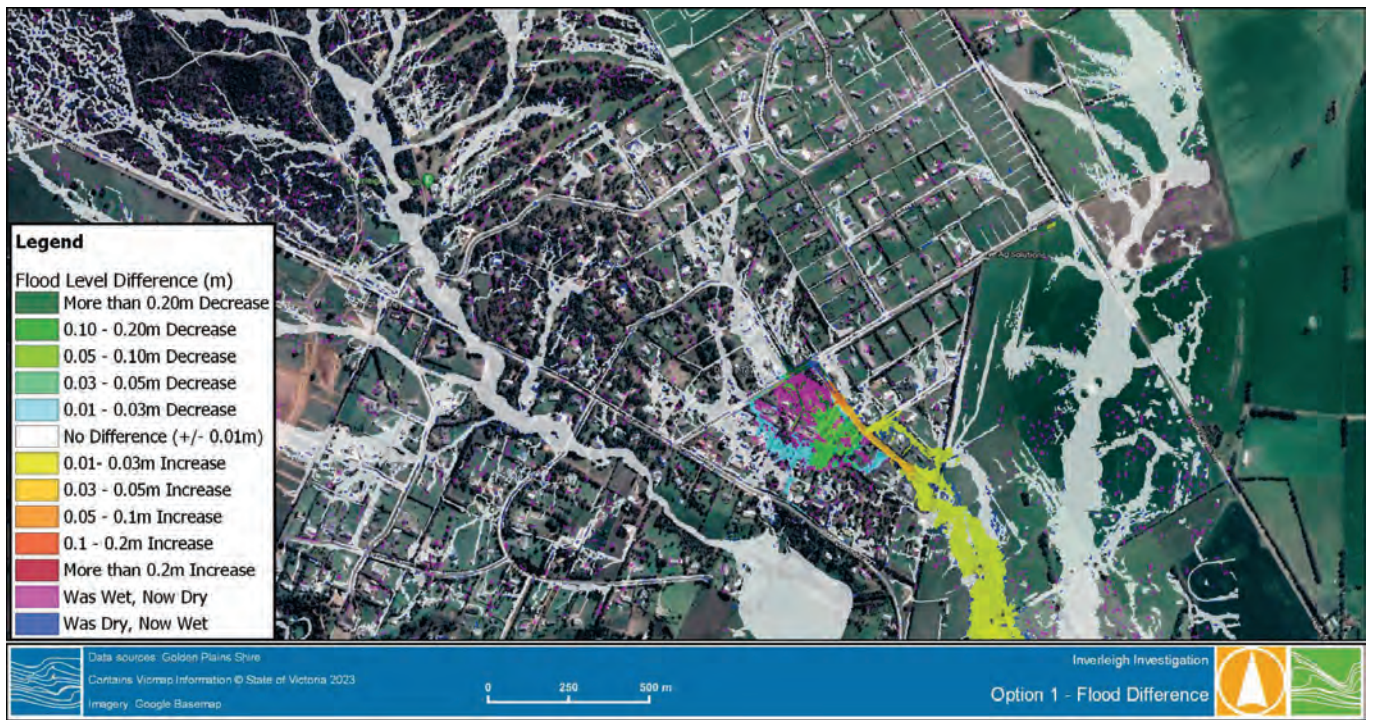 Ag Solutions
Legend
Flood Level Difference (m)
More than 0.20m Decrease
0.10 - 0.20m Decrease
0.05 - 0.10m Decrease
0.03 - 0.05m Decrease
0.01 - 0.03m Decrease
No Difference (+/- 0.01m)
0.01- 0.03m Increase
0.03 - 0.05m Increase
0.05 - 0.1m Increase
0.1 - 0.2m Increase
More than 0.2m Increase
Was Wet, Now Dry
Was Dry, Now Wet
Data sources: Golden Plains Shire
Contains Vicmap Information © State of Victoria 2023
Imagery: Google Basemap
0 250 500 m
Inverleigh Investigation
Option 1 - Flood Difference